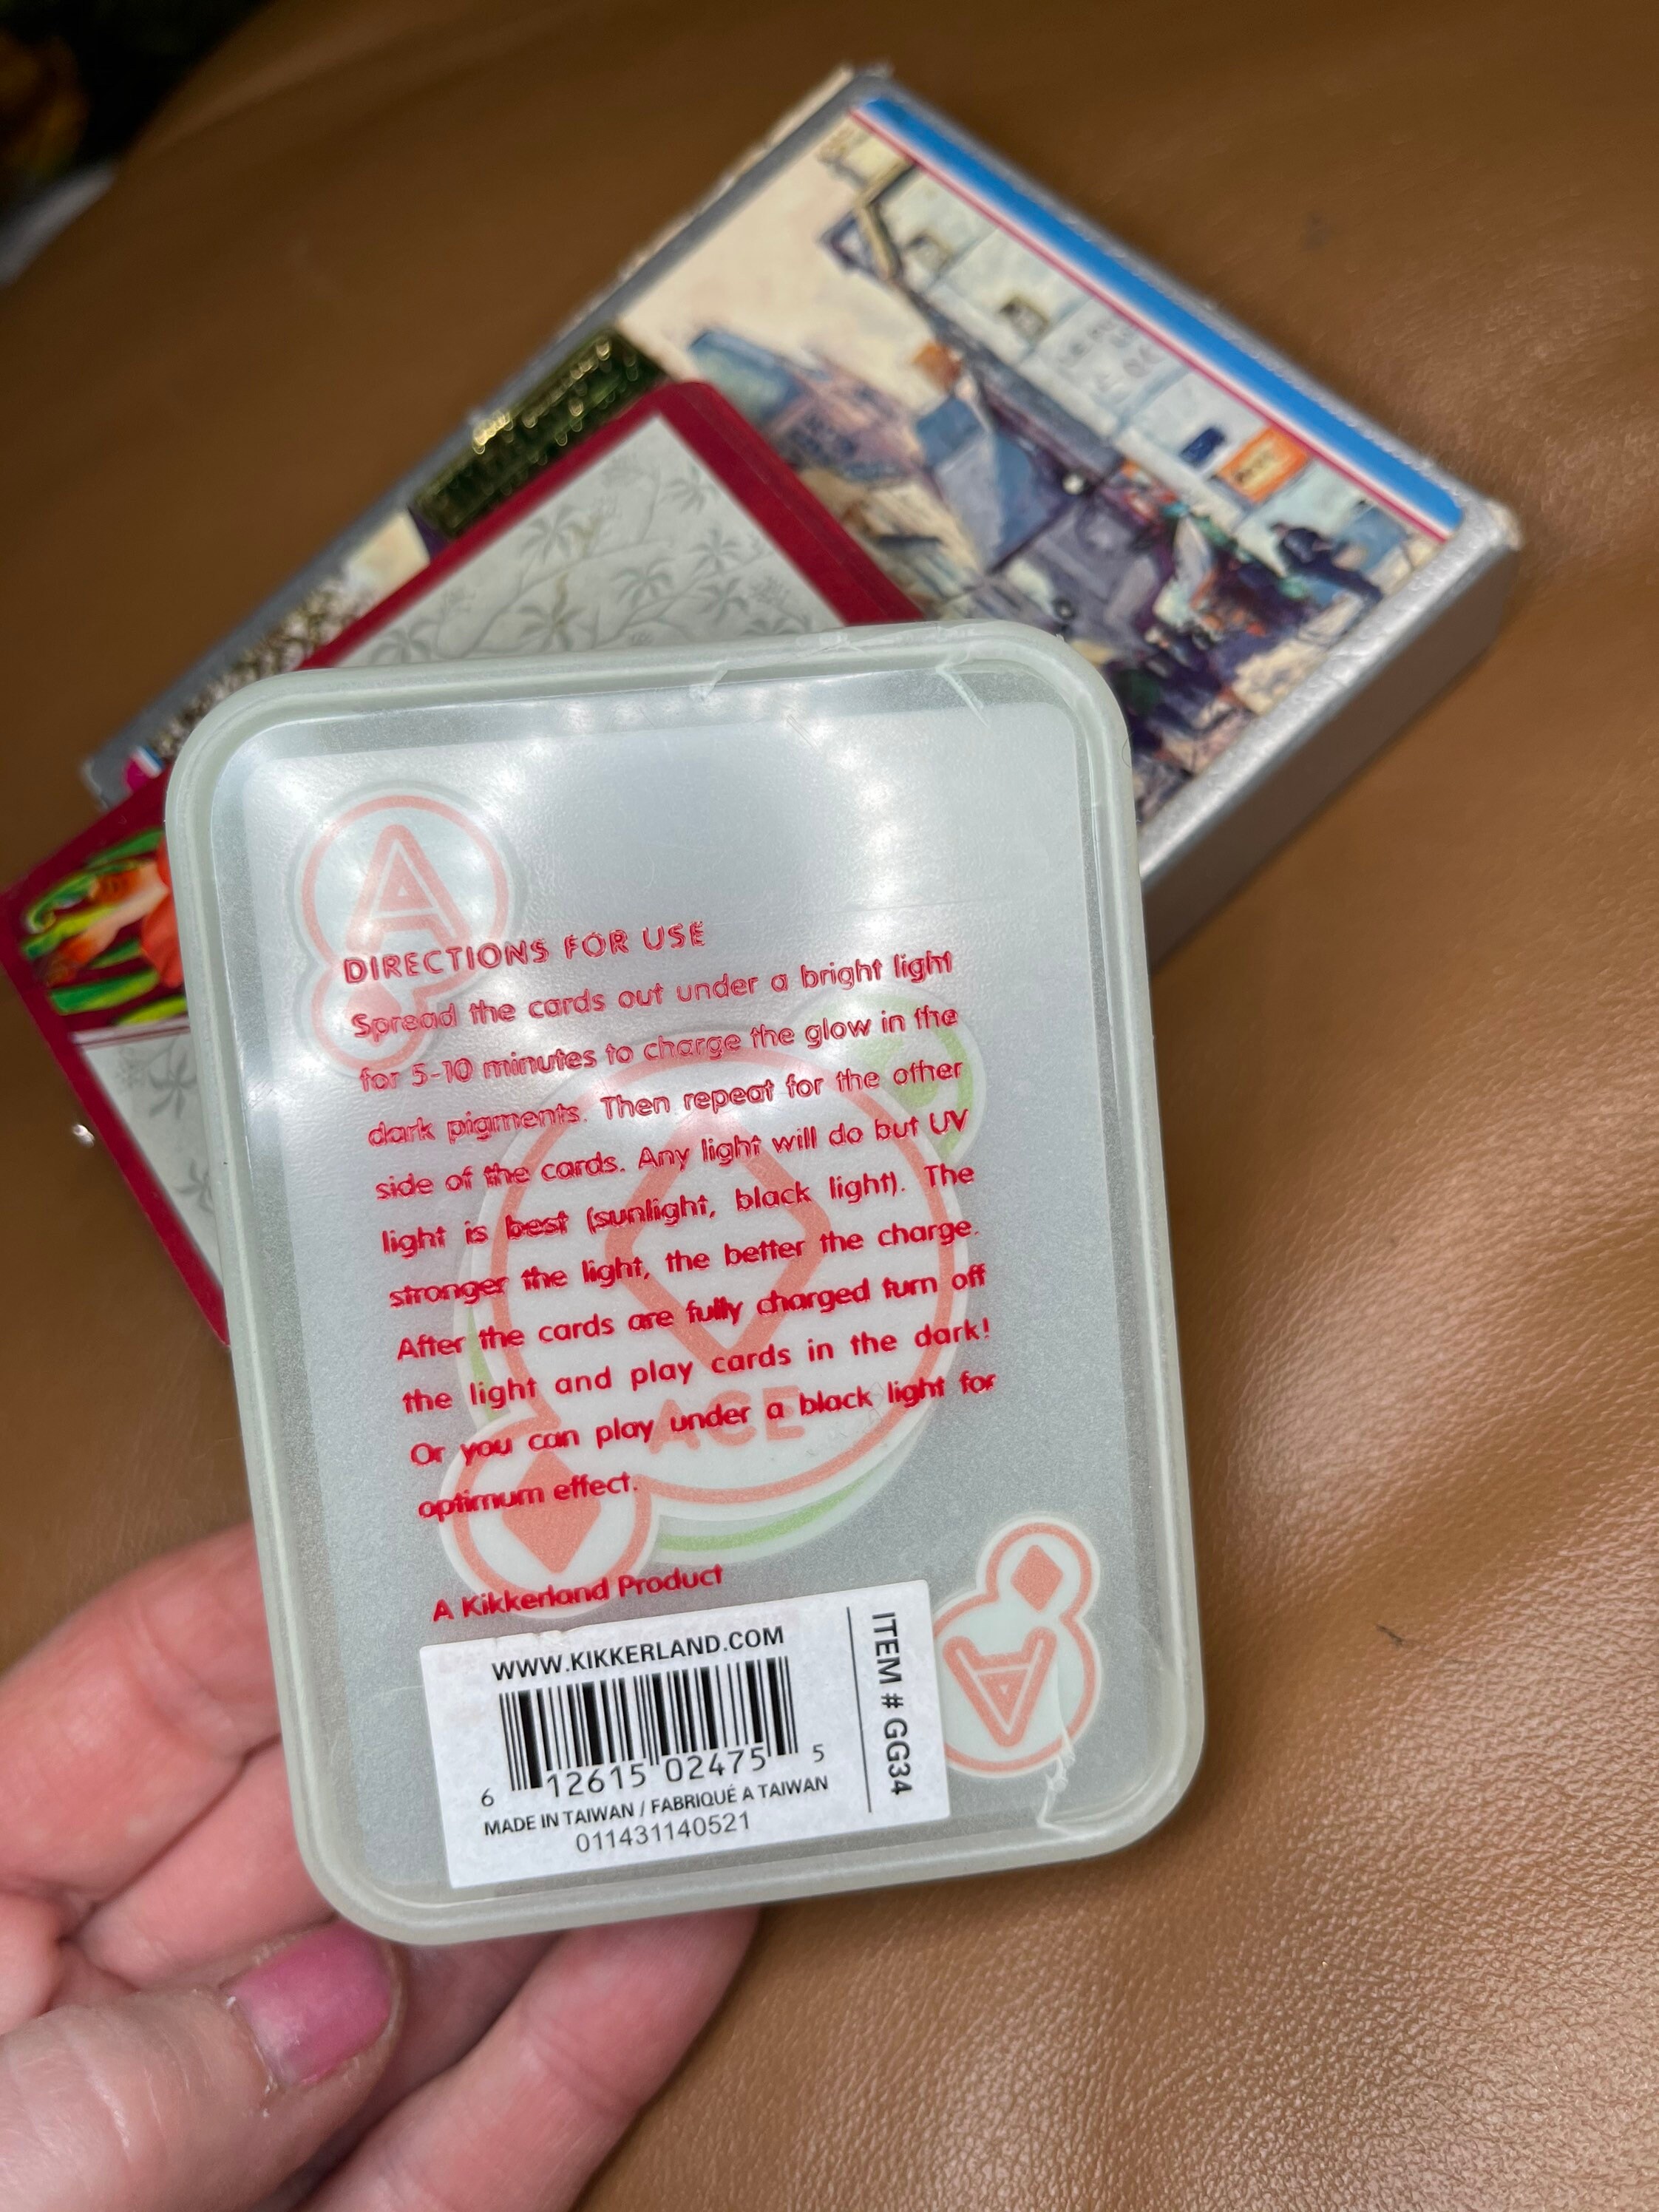 A
DIRECTIONS FOR USE
Spread the cards out under a bright light
for 5-10 minutes to charge the glow in the
dark pigments. Then repeat for the other
side of the cards. Any light will do but UV
light is best (sunlight, black light). The
stronger the light, the better the charge.
After the cards are fully charged turn off
the light and play cards in the dark!
Or you can play under a black light for
optimum effect.
ACE
A Kikkerland Product
WWW.KIKKERLAND.COM
6 12615 02475 5
MADE IN TAIWAN / FABRIQUÉ A TAIWAN
011431140521
ITEM # GG34
A